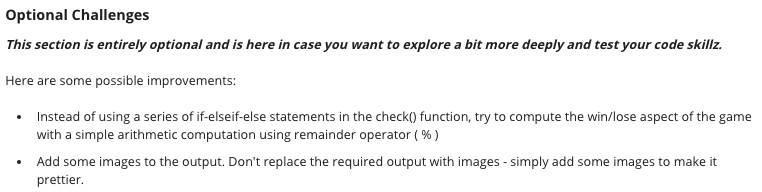 Optional Challenges
This section is entirely optional and is here in case you want to explore a bit more deeply and test your code skillz.
Here are some possible improvements:
• Instead of using a series of if-elseif-else statements in the check() function, try to compute the win/lose aspect of the game
with a simple arithmetic computation using remainder operator ( % )
• Add some images to the output. Don't replace the required output with images - simply add some images to make it
prettier.